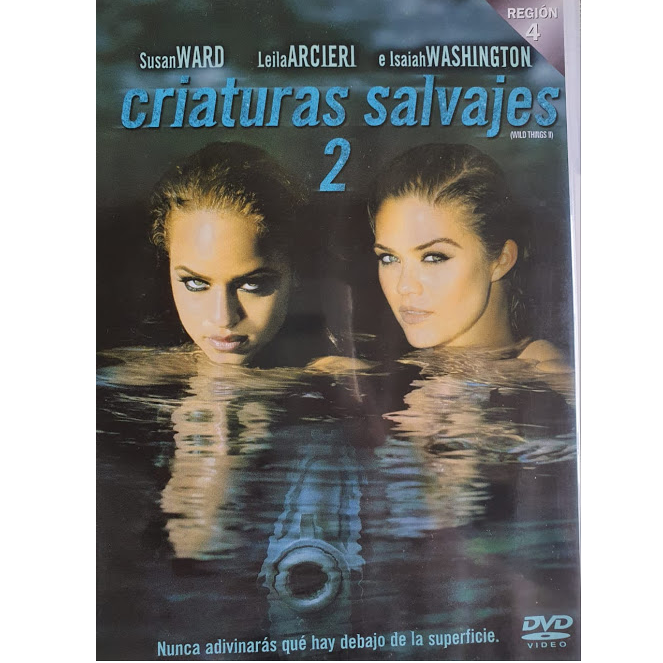 REGIÓN
4
SusanWARD LeilaARCIERI e IsaiahWASHINGTON
criaturas salvajes
(WILD THINGS II)
2
Nunca adivinarás qué hay debajo de la superficie.
DVD
VIDEO